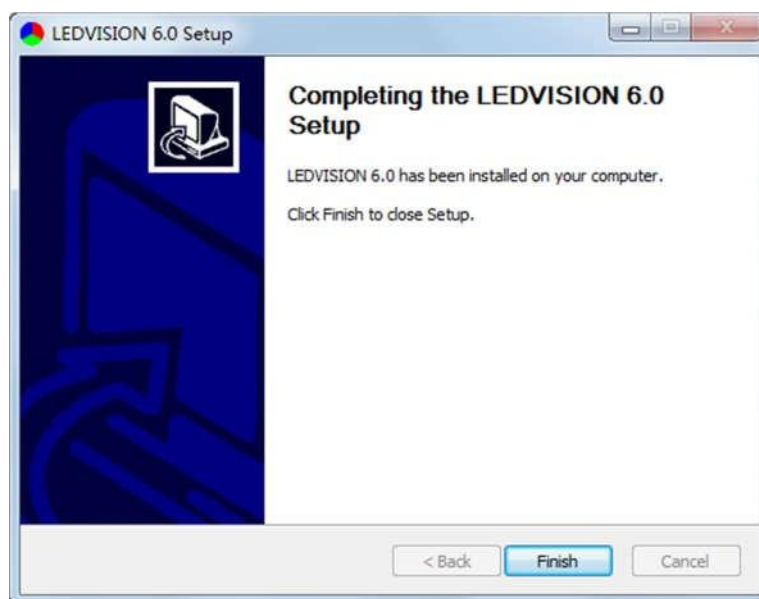 LEDVISION 6.0 Setup
Completing the LEDVISION 6.0
Setup
LEDVISION 6.0 has been installed on your computer.
Click Finish to close Setup.
< Back
Finish
Cancel